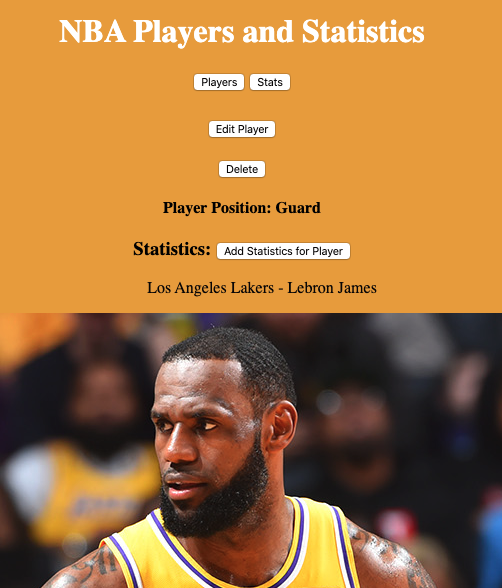 NBA Players and Statistics
Players Stats
Edit Player
Delete
Player Position: Guard
Statistics: Add Statistics for Player
Los Angeles Lakers - Lebron James